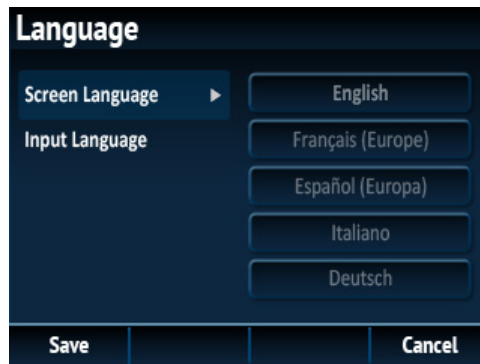 Language
Screen Language
English
Input Language
Français (Europe)
Español (Europa)
Italiano
Deutsch
Save
Cancel